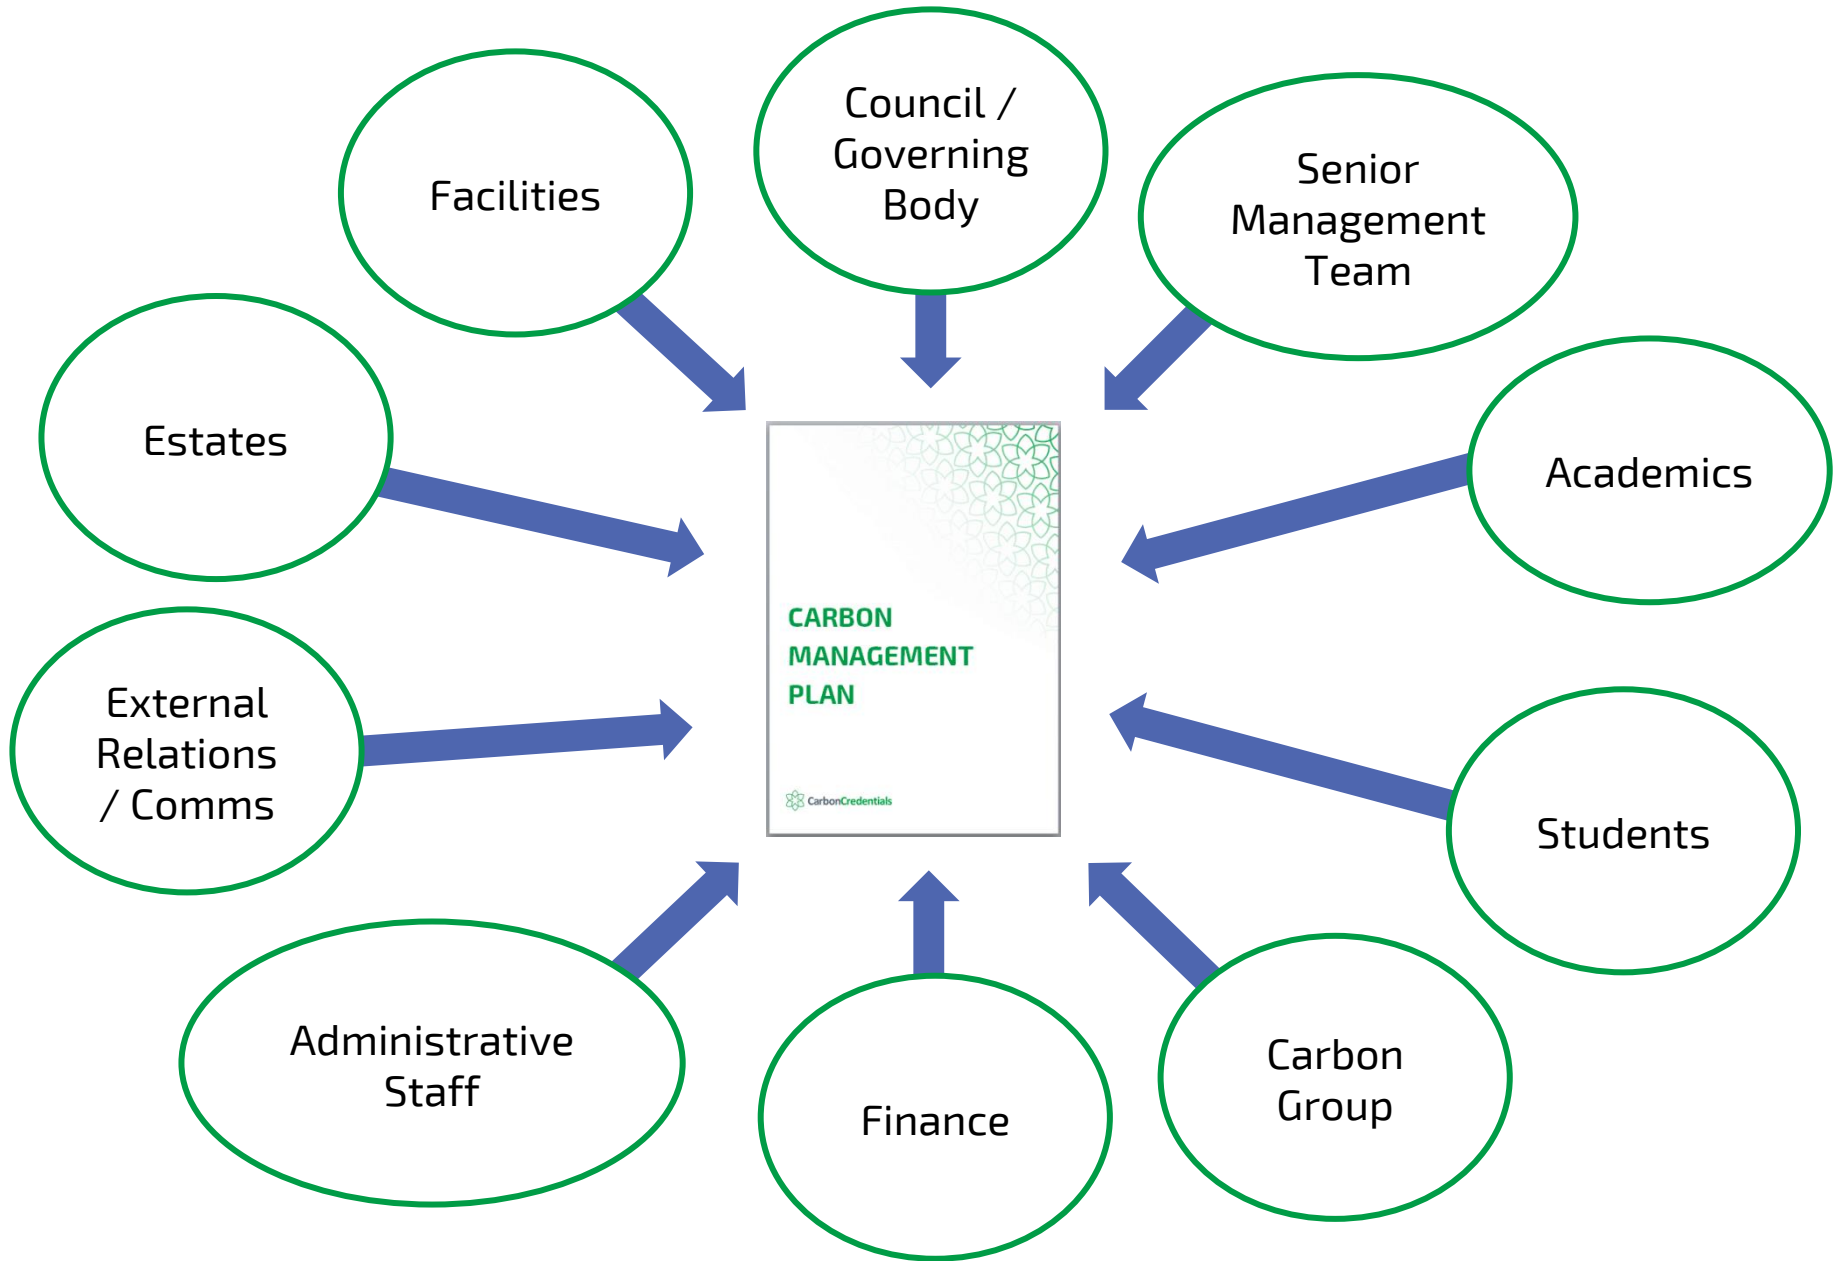 Council /
Governing
Body
Facilities
Senior
Management
Team
Estates
Academics
CARBON
MANAGEMENT
PLAN
CarbonCredentials
External
Relations
/ Comms
Students
Administrative
Staff
Finance
Carbon
Group